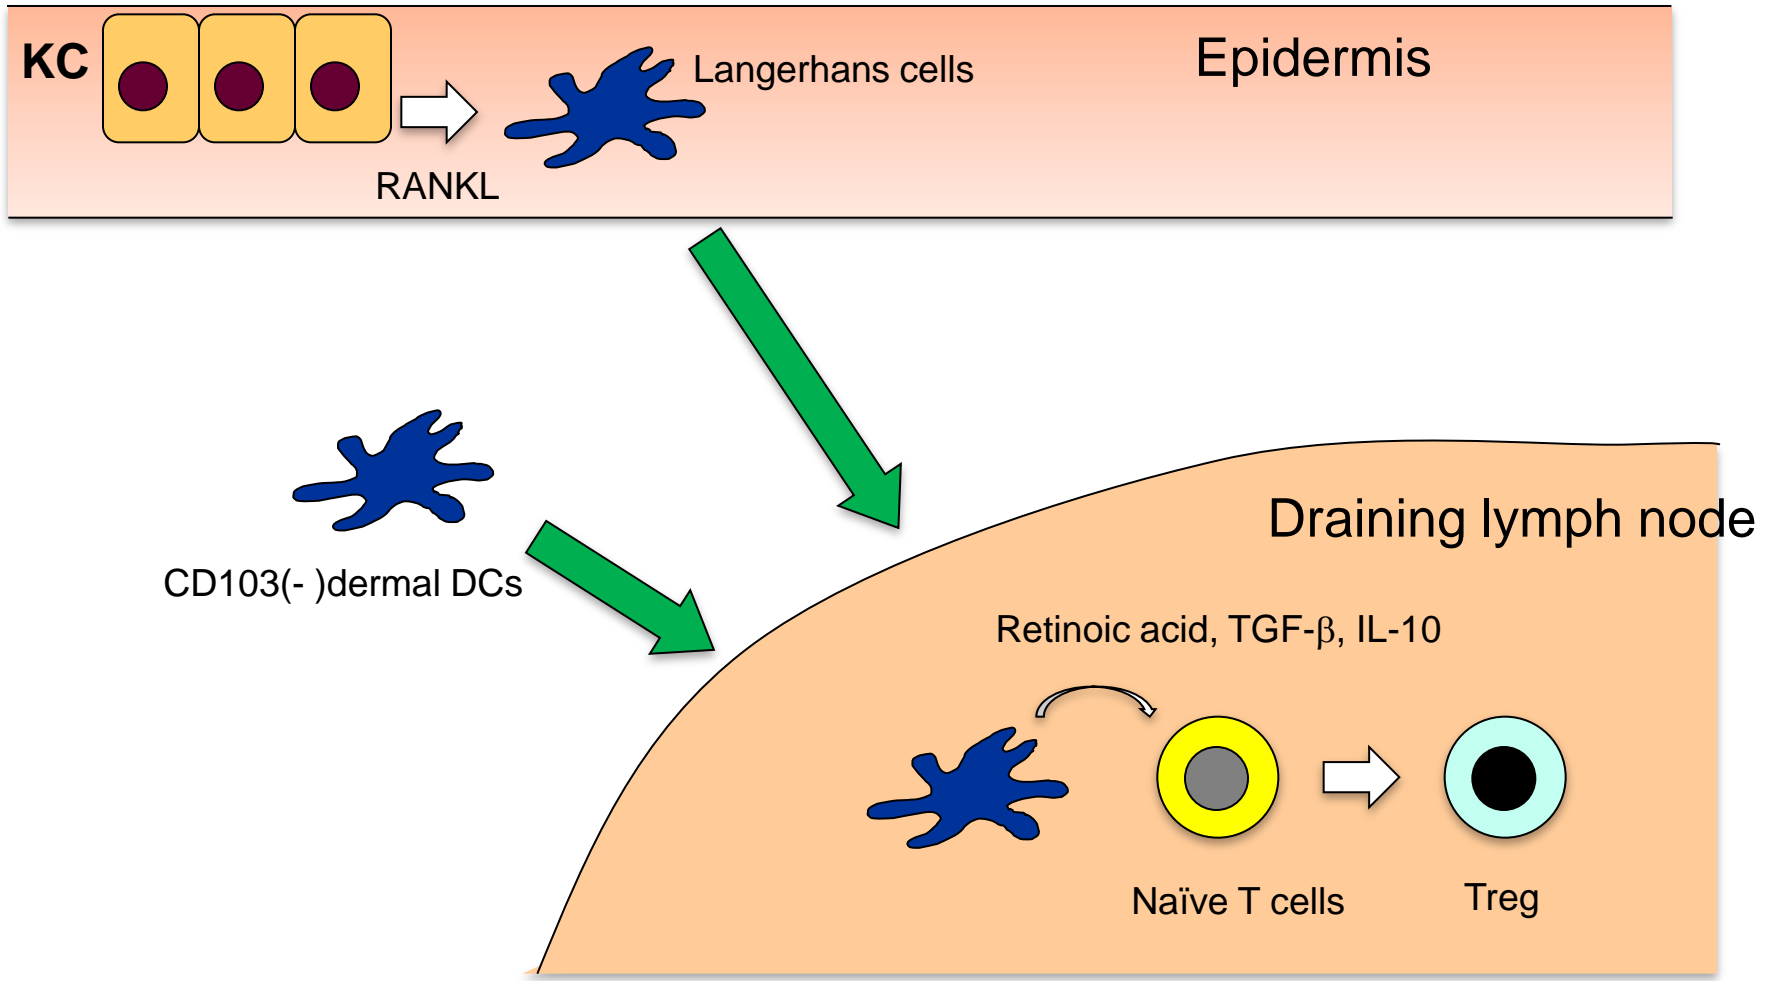 KC
Langerhans cells
Epidermis
RANKL
CD103(- )dermal DCs
Draining lymph node
Retinoic acid, TGF-β, IL-10
Naïve T cells
Treg